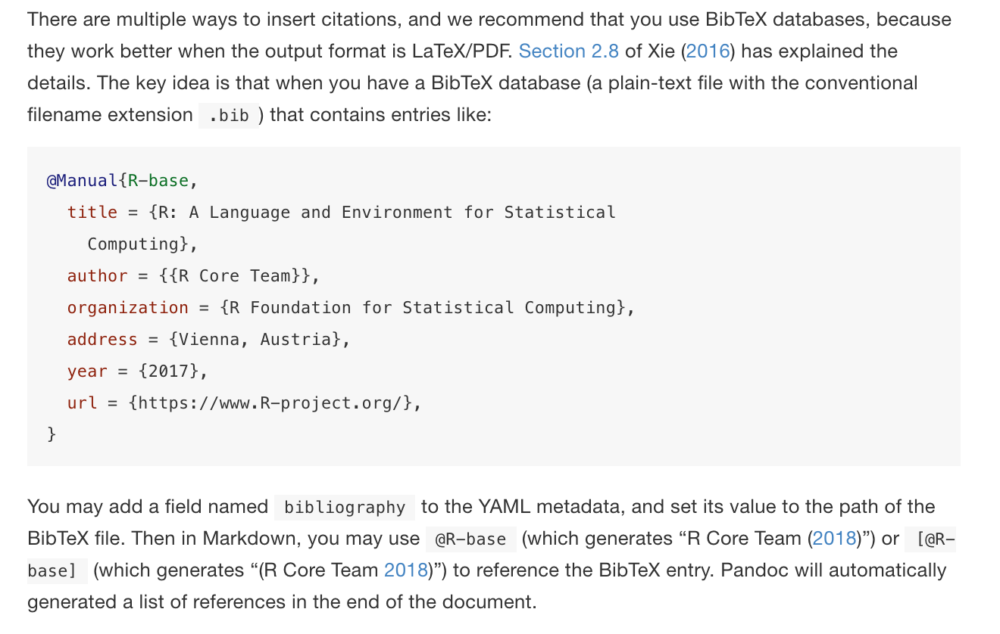 There are multiple ways to insert citations, and we recommend that you use BibTeX databases, because
they work better when the output format is LaTeX/PDF. Section 2.8 of Xie (2016) has explained the
details. The key idea is that when you have a BibTeX database (a plain-text file with the conventional
filename extension .bib ) that contains entries like:
@Manual{R-base,
  title = {R: A Language and Environment for Statistical
    Computing},
  author = {{R Core Team}},
  organization = {R Foundation for Statistical Computing},
  address = {Vienna, Austria},
  year = {2017},
  url = {https://www.R-project.org/},
}
You may add a field named bibliography to the YAML metadata, and set its value to the path of the
BibTeX file. Then in Markdown, you may use @R-base (which generates “R Core Team (2018)”) or [@R-
base] (which generates “(R Core Team 2018)”) to reference the BibTeX entry. Pandoc will automatically
generated a list of references in the end of the document.